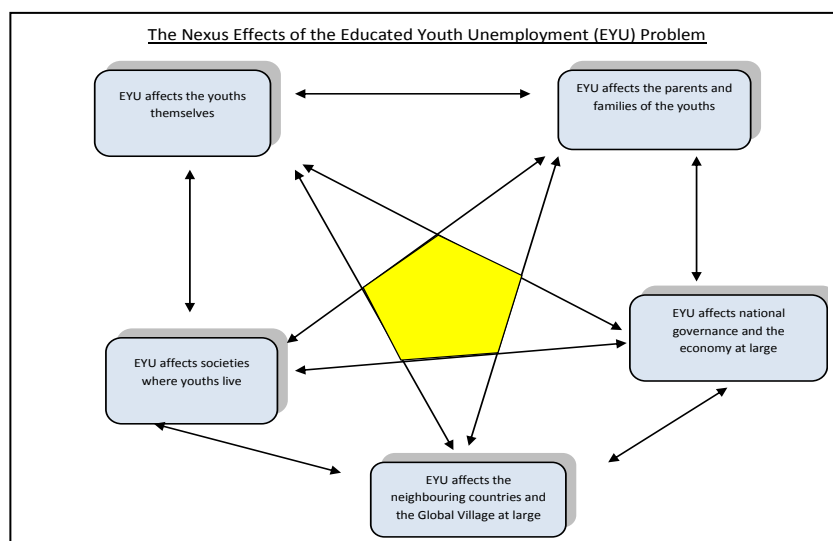 The Nexus Effects of the Educated Youth Unemployment (EYU) Problem
EYU affects the youths
themselves
EYU affects the parents and
families of the youths
EYU affects national
governance and the
economy at large
EYU affects societies
where youths live
EYU affects the
neighbouring countries and
the Global Village at large